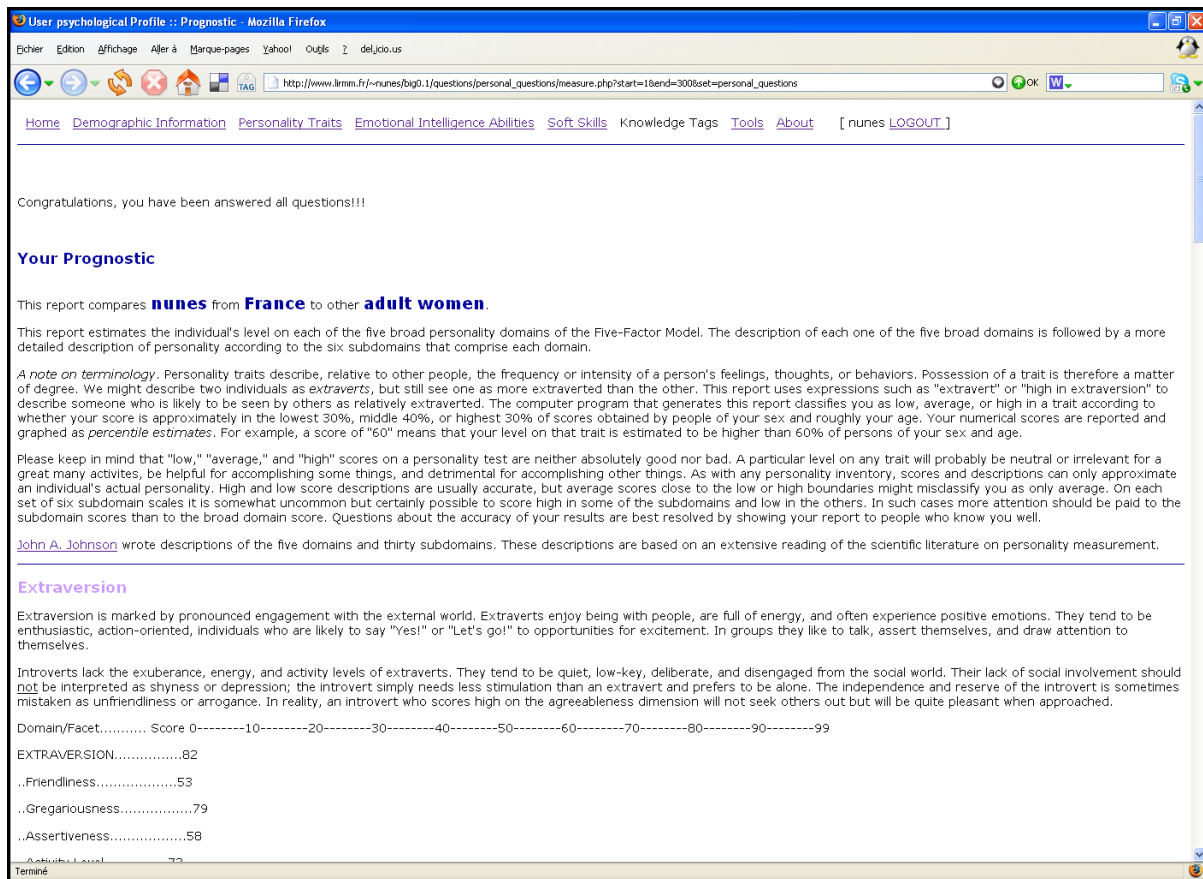 User psychological Profile :: Prognostic - Mozilla Firefox
Fichier Edition Affichage Aller à Marque-pages Yahoo! Outils ? del.icio.us
TAG http://www.lirmm.fr/~nunes/big0.1/questions/personal_questions/measure.php?start=1&end=300&set=personal_questions OK W
Home Demographic Information Personality Traits Emotional Intelligence Abilities Soft Skills Knowledge Tags Tools About [ nunes LOGOUT ]
Congratulations, you have been answered all questions!!!
Your Prognostic
This report compares nunes from France to other adult women.
This report estimates the individual's level on each of the five broad personality domains of the Five-Factor Model. The description of each one of the five broad domains is followed by a more
detailed description of personality according to the six subdomains that comprise each domain.
A note on terminology. Personality traits describe, relative to other people, the frequency or intensity of a person's feelings, thoughts, or behaviors. Possession of a trait is therefore a matter
of degree. We might describe two individuals as extraverts, but still see one as more extraverted than the other. This report uses expressions such as "extravert" or "high in extraversion" to
describe someone who is likely to be seen by others as relatively extraverted. The computer program that generates this report classifies you as low, average, or high in a trait according to
whether your score is approximately in the lowest 30%, middle 40%, or highest 30% of scores obtained by people of your sex and roughly your age. Your numerical scores are reported and
graphed as percentile estimates. For example, a score of "60" means that your level on that trait is estimated to be higher than 60% of persons of your sex and age.
Please keep in mind that "low," "average," and "high" scores on a personality test are neither absolutely good nor bad. A particular level on any trait will probably be neutral or irrelevant for a
great many activites, be helpful for accomplishing some things, and detrimental for accomplishing other things. As with any personality inventory, scores and descriptions can only approximate
an individual's actual personality. High and low score descriptions are usually accurate, but average scores close to the low or high boundaries might misclassify you as only average. On each
set of six subdomain scales it is somewhat uncommon but certainly possible to score high in some of the subdomains and low in the others. In such cases more attention should be paid to the
subdomain scores than to the broad domain score. Questions about the accuracy of your results are best resolved by showing your report to people who know you well.
John A. Johnson wrote descriptions of the five domains and thirty subdomains. These descriptions are based on an extensive reading of the scientific literature on personality measurement.
Extraversion
Extraversion is marked by pronounced engagement with the external world. Extraverts enjoy being with people, are full of energy, and often experience positive emotions. They tend to be
enthusiastic, action-oriented, individuals who are likely to say "Yes!" or "Let's go!" to opportunities for excitement. In groups they like to talk, assert themselves, and draw attention to
themselves.
Introverts lack the exuberance, energy, and activity levels of extraverts. They tend to be quiet, low-key, deliberate, and disengaged from the social world. Their lack of social involvement should
not be interpreted as shyness or depression; the introvert simply needs less stimulation than an extravert and prefers to be alone. The independence and reserve of the introvert is sometimes
mistaken as unfriendliness or arrogance. In reality, an introvert who scores high on the agreeableness dimension will not seek others out but will be quite pleasant when approached.
Domain/Facet........... Score 0--------10--------20--------30--------40--------50--------60--------70--------80--------90--------99
EXTRAVERSION...............82
..Friendliness..................53
..Gregariousness................79
..Assertiveness.................58
..Activity Level..............72
Terminé